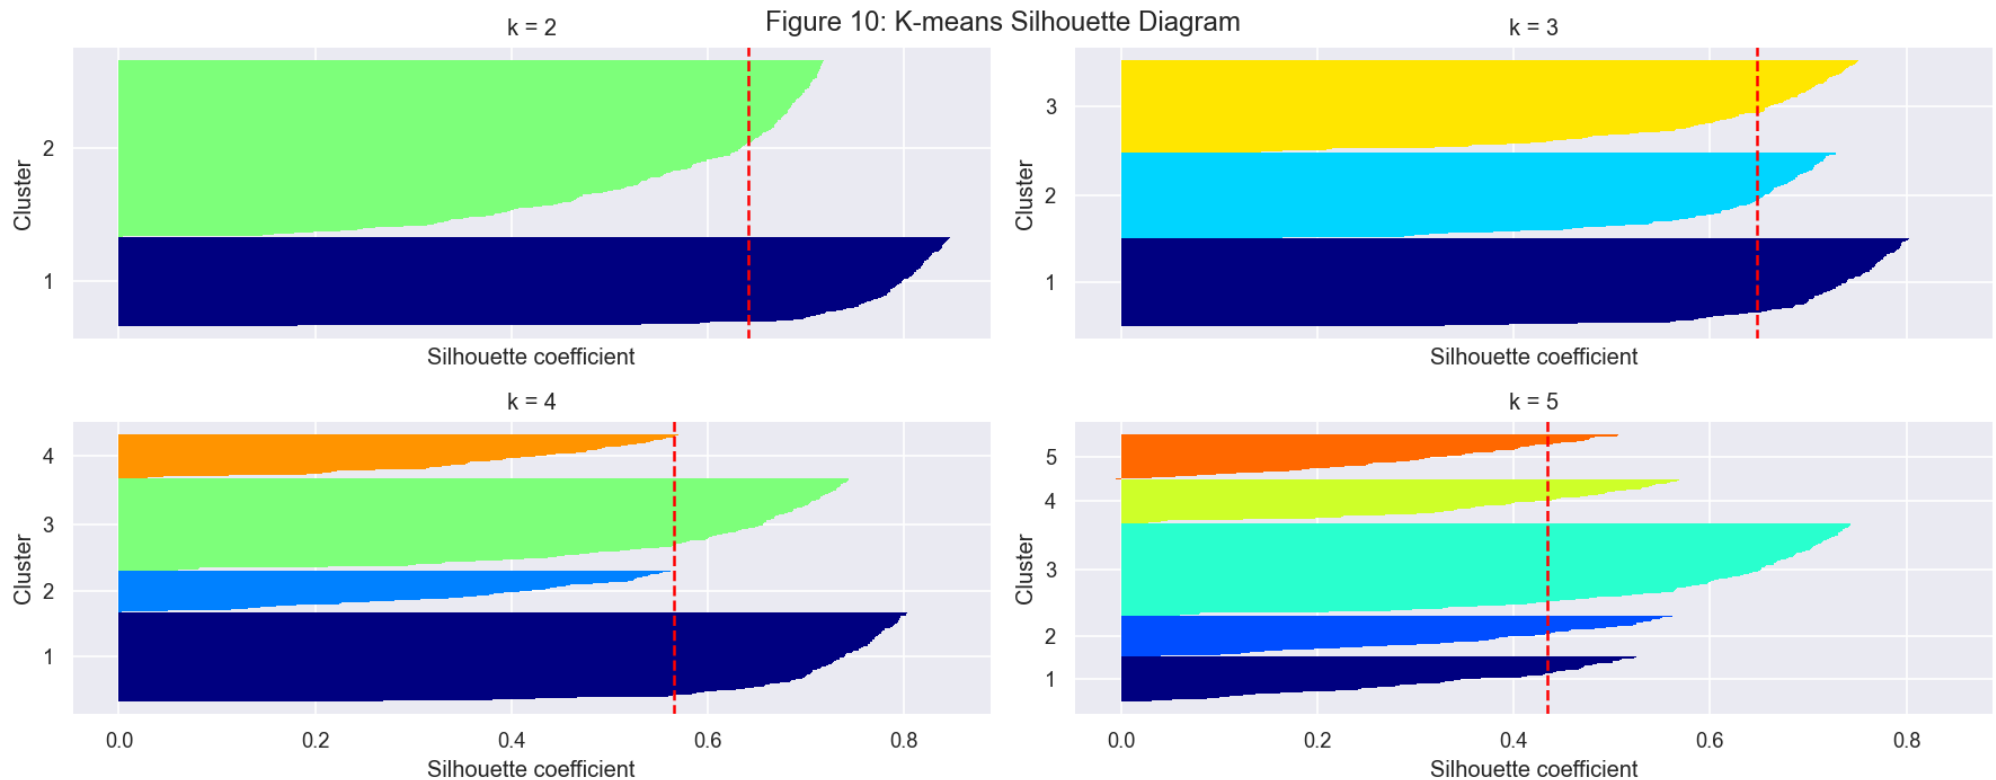 Figure 10: K-means Silhouette Diagram
k = 2
2
1
Cluster
Silhouette coefficient
k = 3
3
2
1
Cluster
Silhouette coefficient
k = 4
4
3
2
1
Cluster
0.0 0.2 0.4 0.6 0.8
Silhouette coefficient
k = 5
5
4
3
2
1
Cluster
0.0 0.2 0.4 0.6 0.8
Silhouette coefficient